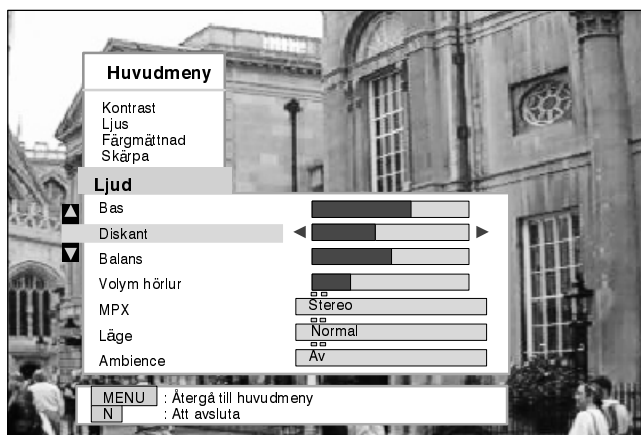 Huvudmeny
Kontrast
Ljus
Färgmättnad
Skärpa
Ljud
Bas
Diskant
Balans
Volym hörlur
MPX Stereo
Läge Normal
Ambience Av
MENU : Återgå till huvudmeny
N : Att avsluta